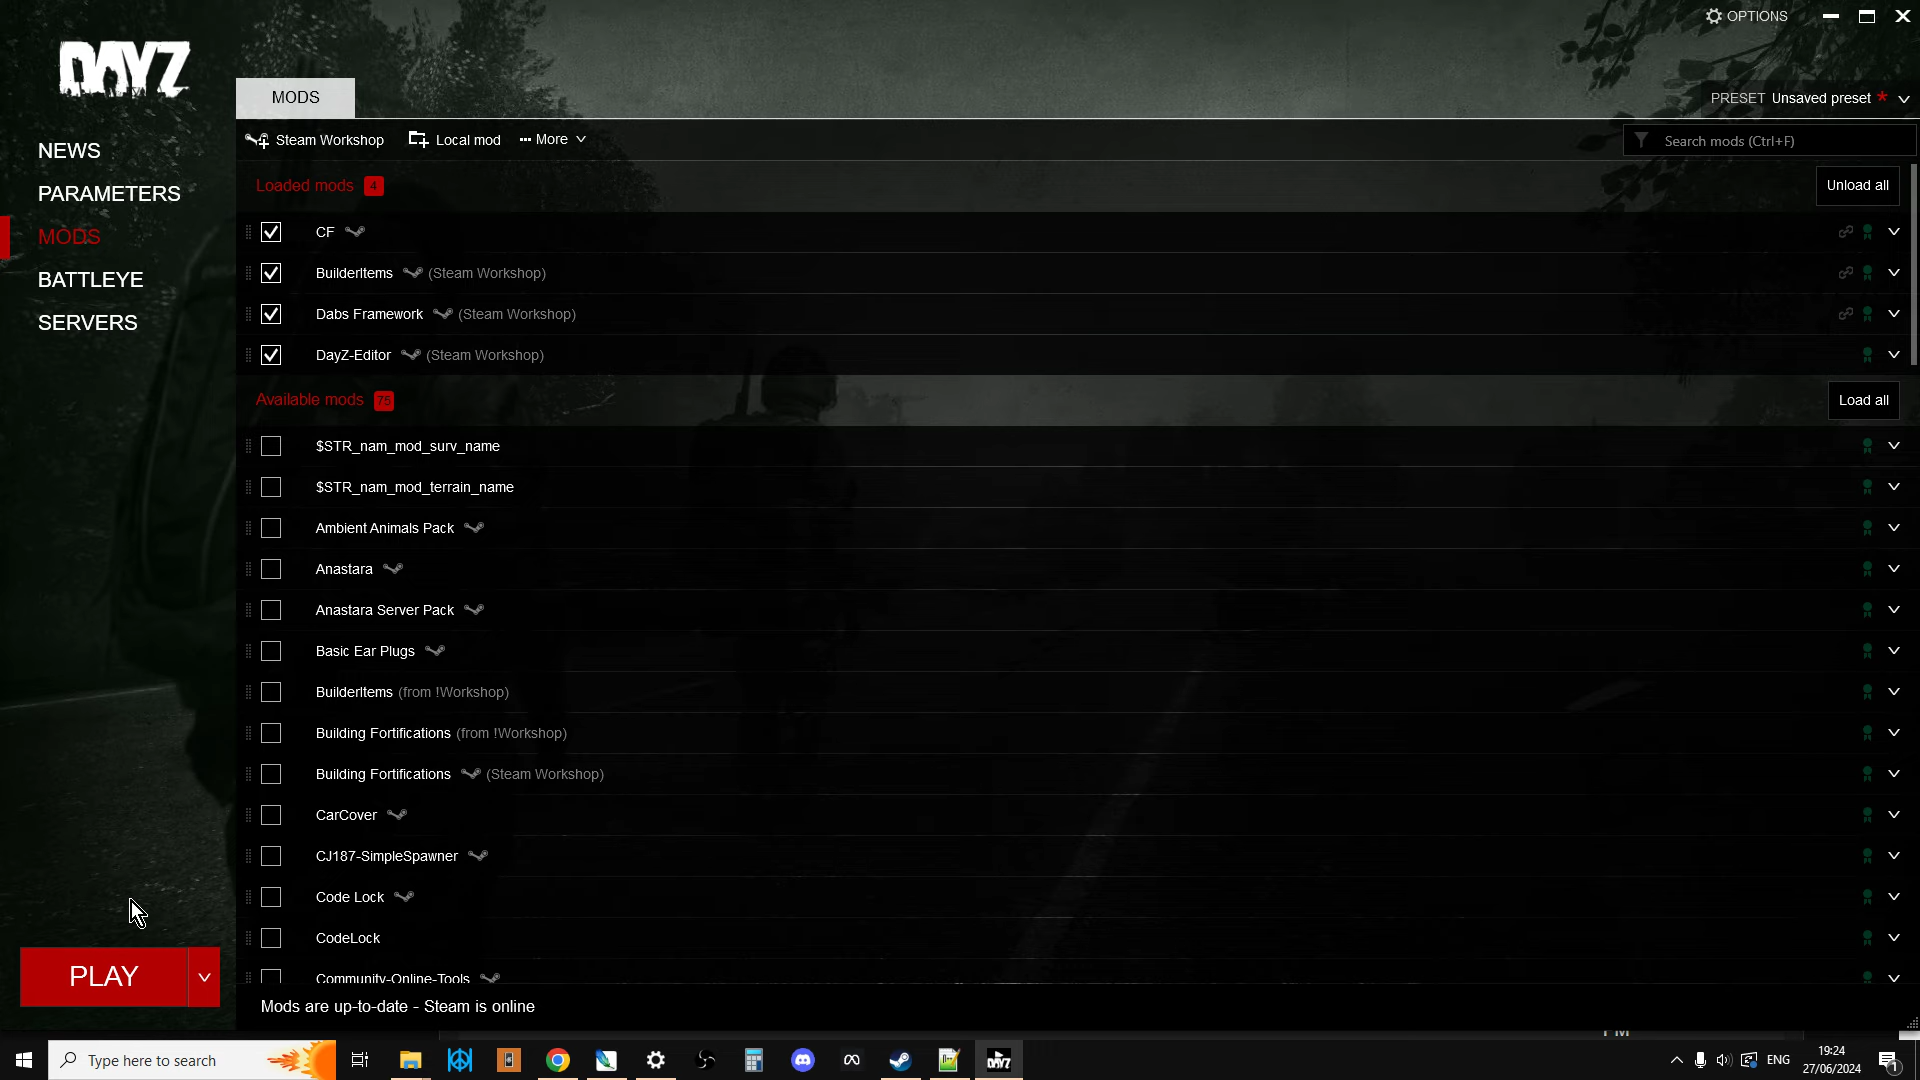 OPTIONS
DAYZ
MODS
PRESET Unsaved preset *
NEWS
PARAMETERS
MODS
BATTLEYE
SERVERS
Steam Workshop
Local mod
More
Search mods (Ctrl+F)
Loaded mods 4
Unload all
CF
BuilderItems (Steam Workshop)
Dabs Framework (Steam Workshop)
DayZ-Editor (Steam Workshop)
Available mods 75
Load all
$STR_nam_mod_surv_name
$STR_nam_mod_terrain_name
Ambient Animals Pack
Anastara
Anastara Server Pack
Basic Ear Plugs
BuilderItems (from !Workshop)
Building Fortifications (from !Workshop)
Building Fortifications (Steam Workshop)
CarCover
CJ187-SimpleSpawner
Code Lock
CodeLock
Community-Online-Tools
PLAY
Mods are up-to-date - Steam is online
Type here to search
DAYZ
ENG
19:24
27/06/2024
1